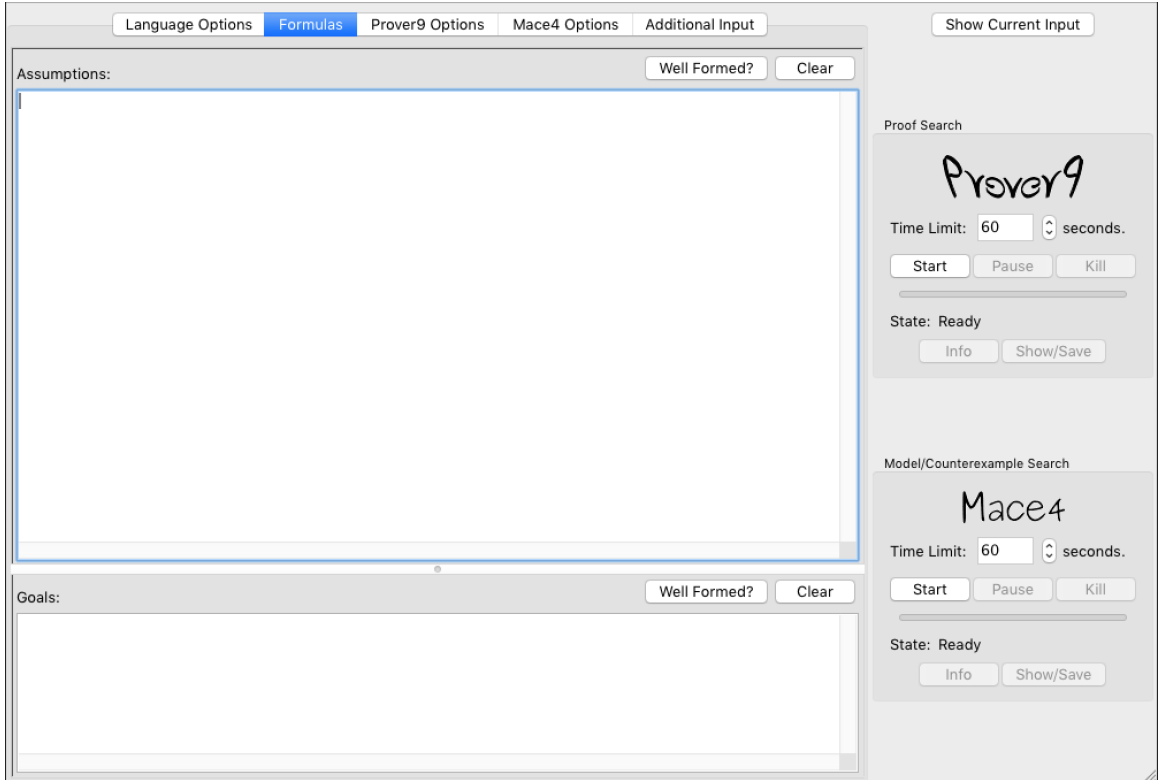 Language Options Formulas Prover9 Options Mace4 Options Additional Input
Show Current Input
Assumptions:
Well Formed? Clear
Proof Search
Prover9
Time Limit: 60 seconds.
Start Pause Kill
State: Ready
Info Show/Save
Model/Counterexample Search
Mace4
Time Limit: 60 seconds.
Start Pause Kill
State: Ready
Info Show/Save
Goals:
Well Formed? Clear